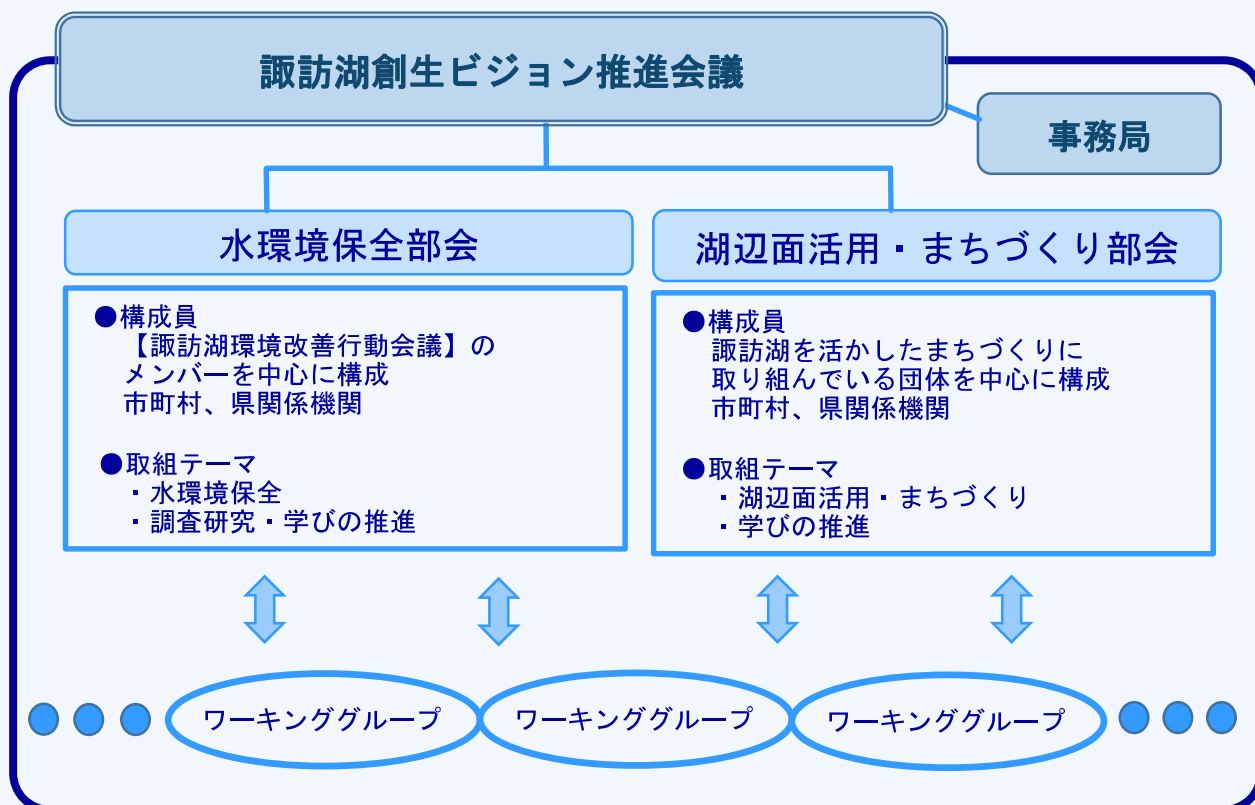 諏訪湖創生ビジョン推進会議
事務局
水環境保全部会
●構成員
【諏訪湖環境改善行動会議】の
メンバーを中心に構成
市町村、県関係機関
●取組テーマ
・水環境保全
・調査研究・学びの推進
湖辺面活用・まちづくり部会
●構成員
諏訪湖を活かしたまちづくりに
取り組んでいる団体を中心に構成
市町村、県関係機関
●取組テーマ
・湖辺面活用・まちづくり
・学びの推進
ワーキンググループ
ワーキンググループ
ワーキンググループ